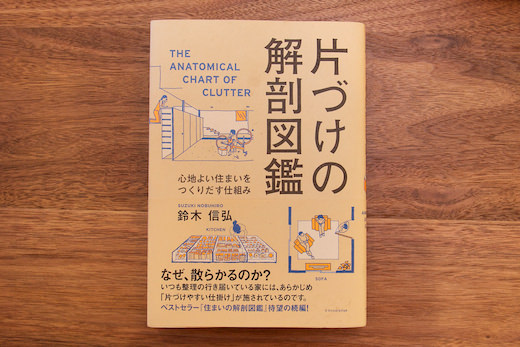 片づけの
解剖図鑑
THE
ANATOMICAL
CHART OF
CLUTTER
心地よい住まいを
つくりだす仕組み
SUZUKI NOBUHIRO
鈴木 信弘
KITCHEN
SOFA
なぜ、散らかるのか?
いつも整理の行き届いている家には、あらかじめ
「片づけやすい仕掛け」が施されているのです。
ベストセラー『住まいの解剖図鑑』待望の続編!